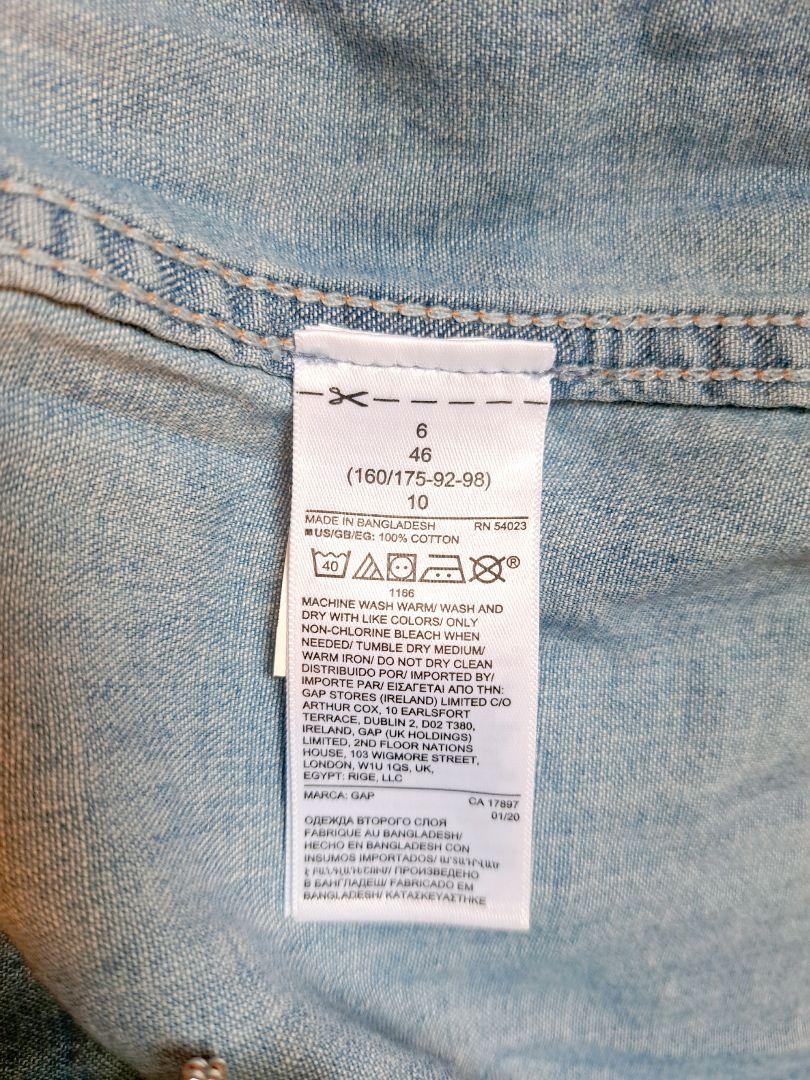 6
46
(160/175-92-98)
10
MADE IN BANGLADESH RN 54023
US/GB/EG: 100% COTTON
40 ®
1166
MACHINE WASH WARM/ WASH AND
DRY WITH LIKE COLORS/ ONLY
NON-CHLORINE BLEACH WHEN
NEEDED/ TUMBLE DRY MEDIUM/
WARM IRON/ DO NOT DRY CLEAN
DISTRIBUIDO POR/ IMPORTED BY/
IMPORTE PAR/ ΕΙΣΑΓΕΤΑΙ ΑΠΟ ΤΗΝ:
GAP STORES (IRELAND) LIMITED C/O
ARTHUR COX, 10 EARLSFORT
TERRACE, DUBLIN 2, D02 T380,
IRELAND, GAP (UK HOLDINGS)
LIMITED, 2ND FLOOR NATIONS
HOUSE, 103 WIGMORE STREET,
LONDON, W1U 1QS, UK,
EGYPT: RIGE, LLC
MARCA: GAP CA 17897
01/20
ОДЕЖДА ВТОРОГО СЛОЯ
FABRIQUE AU BANGLADESH/
HECHO EN BANGLADESH CON
INSUMOS IMPORTADOS/ ԱՐՏԱԴՐՎԱԾ
Է ԲԱՆԳԼԱԴԵՇՈՒՄ/ ПРОИЗВЕДЕНО
В БАНГЛАДЕШ/ FABRICADO EM
BANGLADESH/ ΚΑΤΑΣΚΕΥΑΣΤΗΚΕ